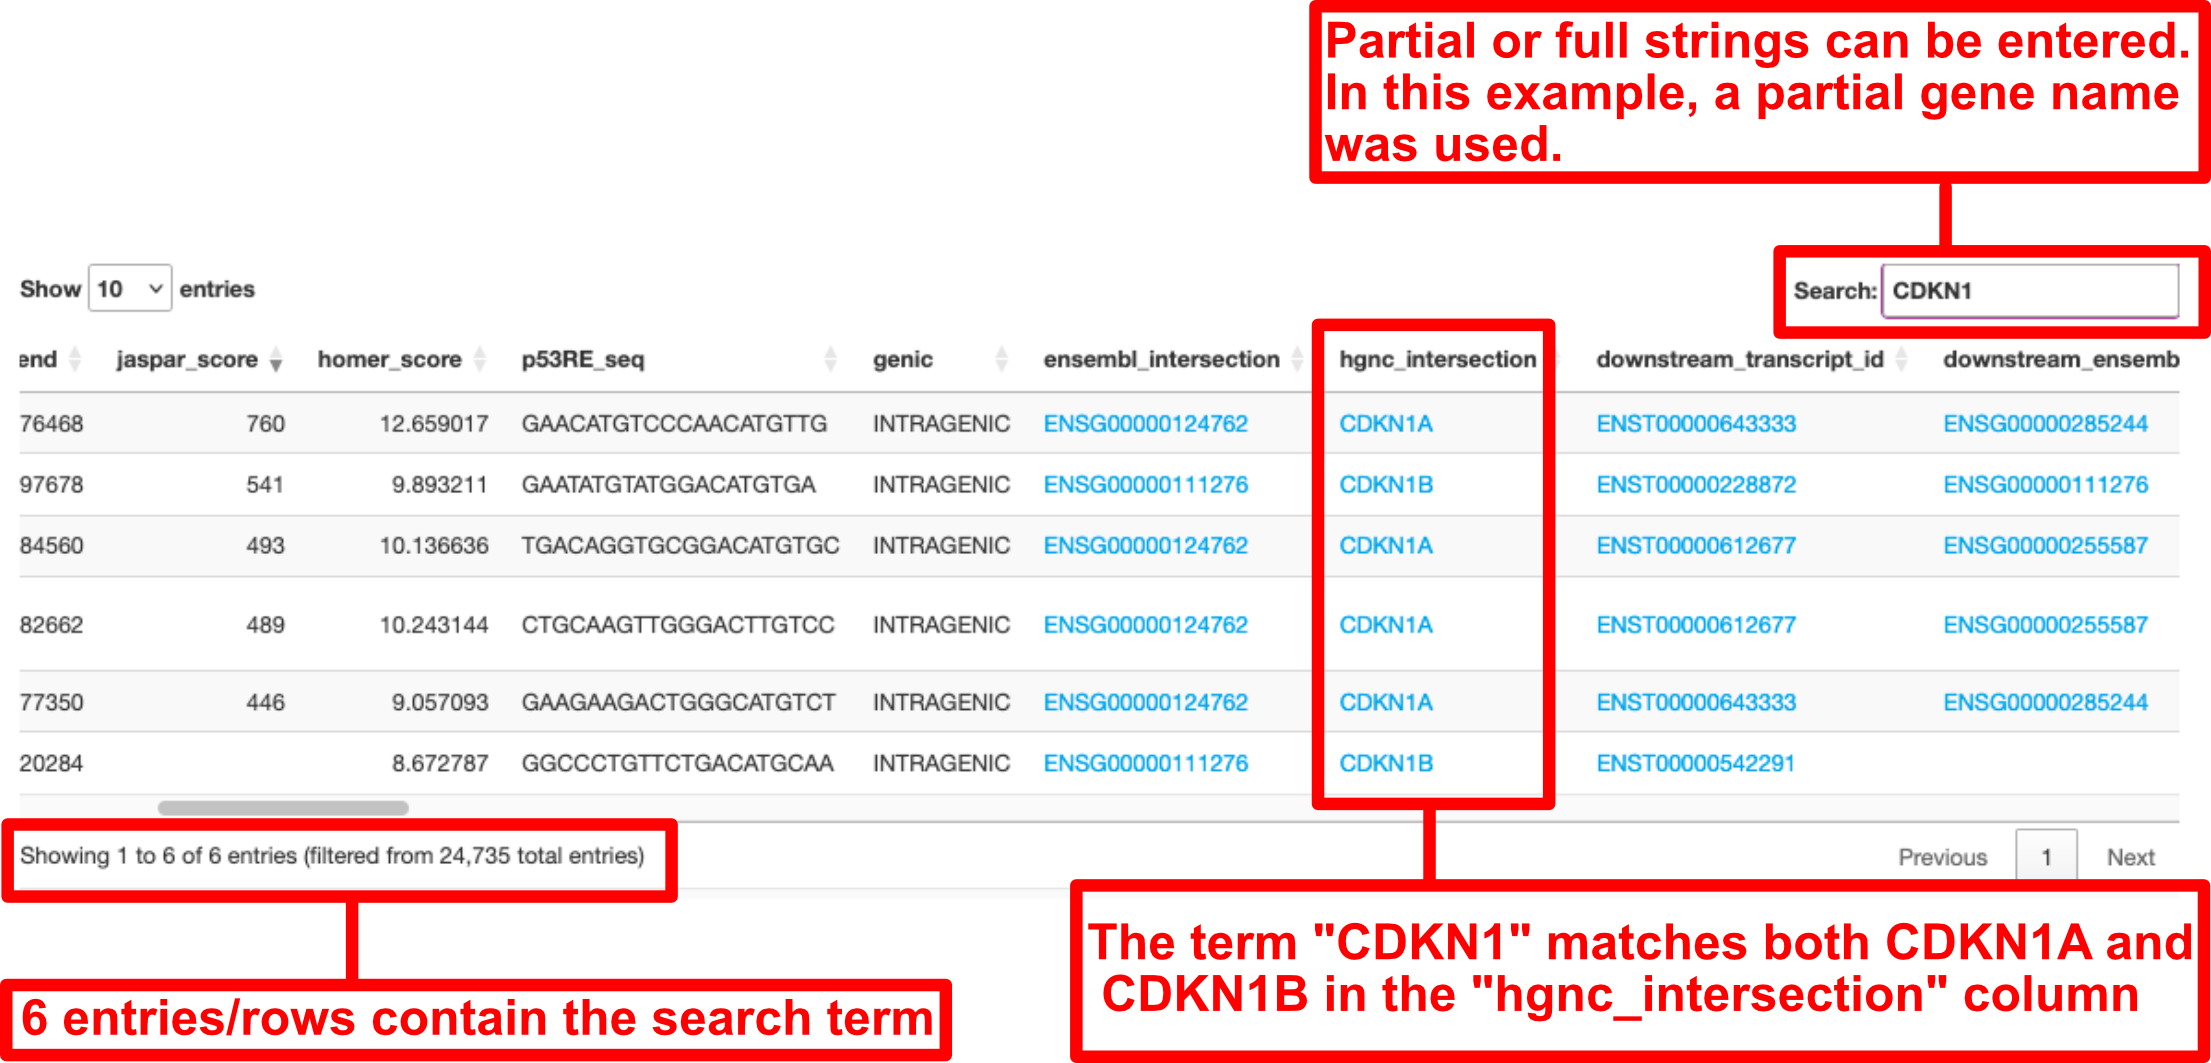 Partial or full strings can be entered.
In this example, a partial gene name
was used.
Show 10 entries
Search: CDKN1
end jaspar_score homer_score p53RE_seq genic ensembl_intersection hgnc_intersection downstream_transcript_id downstream_ensemb
76468 760 12.659017 GAACATGTCCCAACATGTTG INTRAGENIC ENSG00000124762 CDKN1A ENST00000643333 ENSG00000285244
97678 541 9.893211 GAATATGTATGGACATGTGA INTRAGENIC ENSG00000111276 CDKN1B ENST00000228872 ENSG00000111276
84560 493 10.136636 TGACAGGTGCGGACATGTGC INTRAGENIC ENSG00000124762 CDKN1A ENST00000612677 ENSG00000255587
82662 489 10.243144 CTGCAAGTTGGGACTTGTCC INTRAGENIC ENSG00000124762 CDKN1A ENST00000612677 ENSG00000255587
77350 446 9.057093 GAAGAAGACTGGGCATGTCT INTRAGENIC ENSG00000124762 CDKN1A ENST00000643333 ENSG00000285244
20284 8.672787 GGCCCTGTTCTGACATGCAA INTRAGENIC ENSG00000111276 CDKN1B ENST00000542291
Showing 1 to 6 of 6 entries (filtered from 24,735 total entries)
Previous 1 Next
The term "CDKN1" matches both CDKN1A and
CDKN1B in the "hgnc_intersection" column
6 entries/rows contain the search term